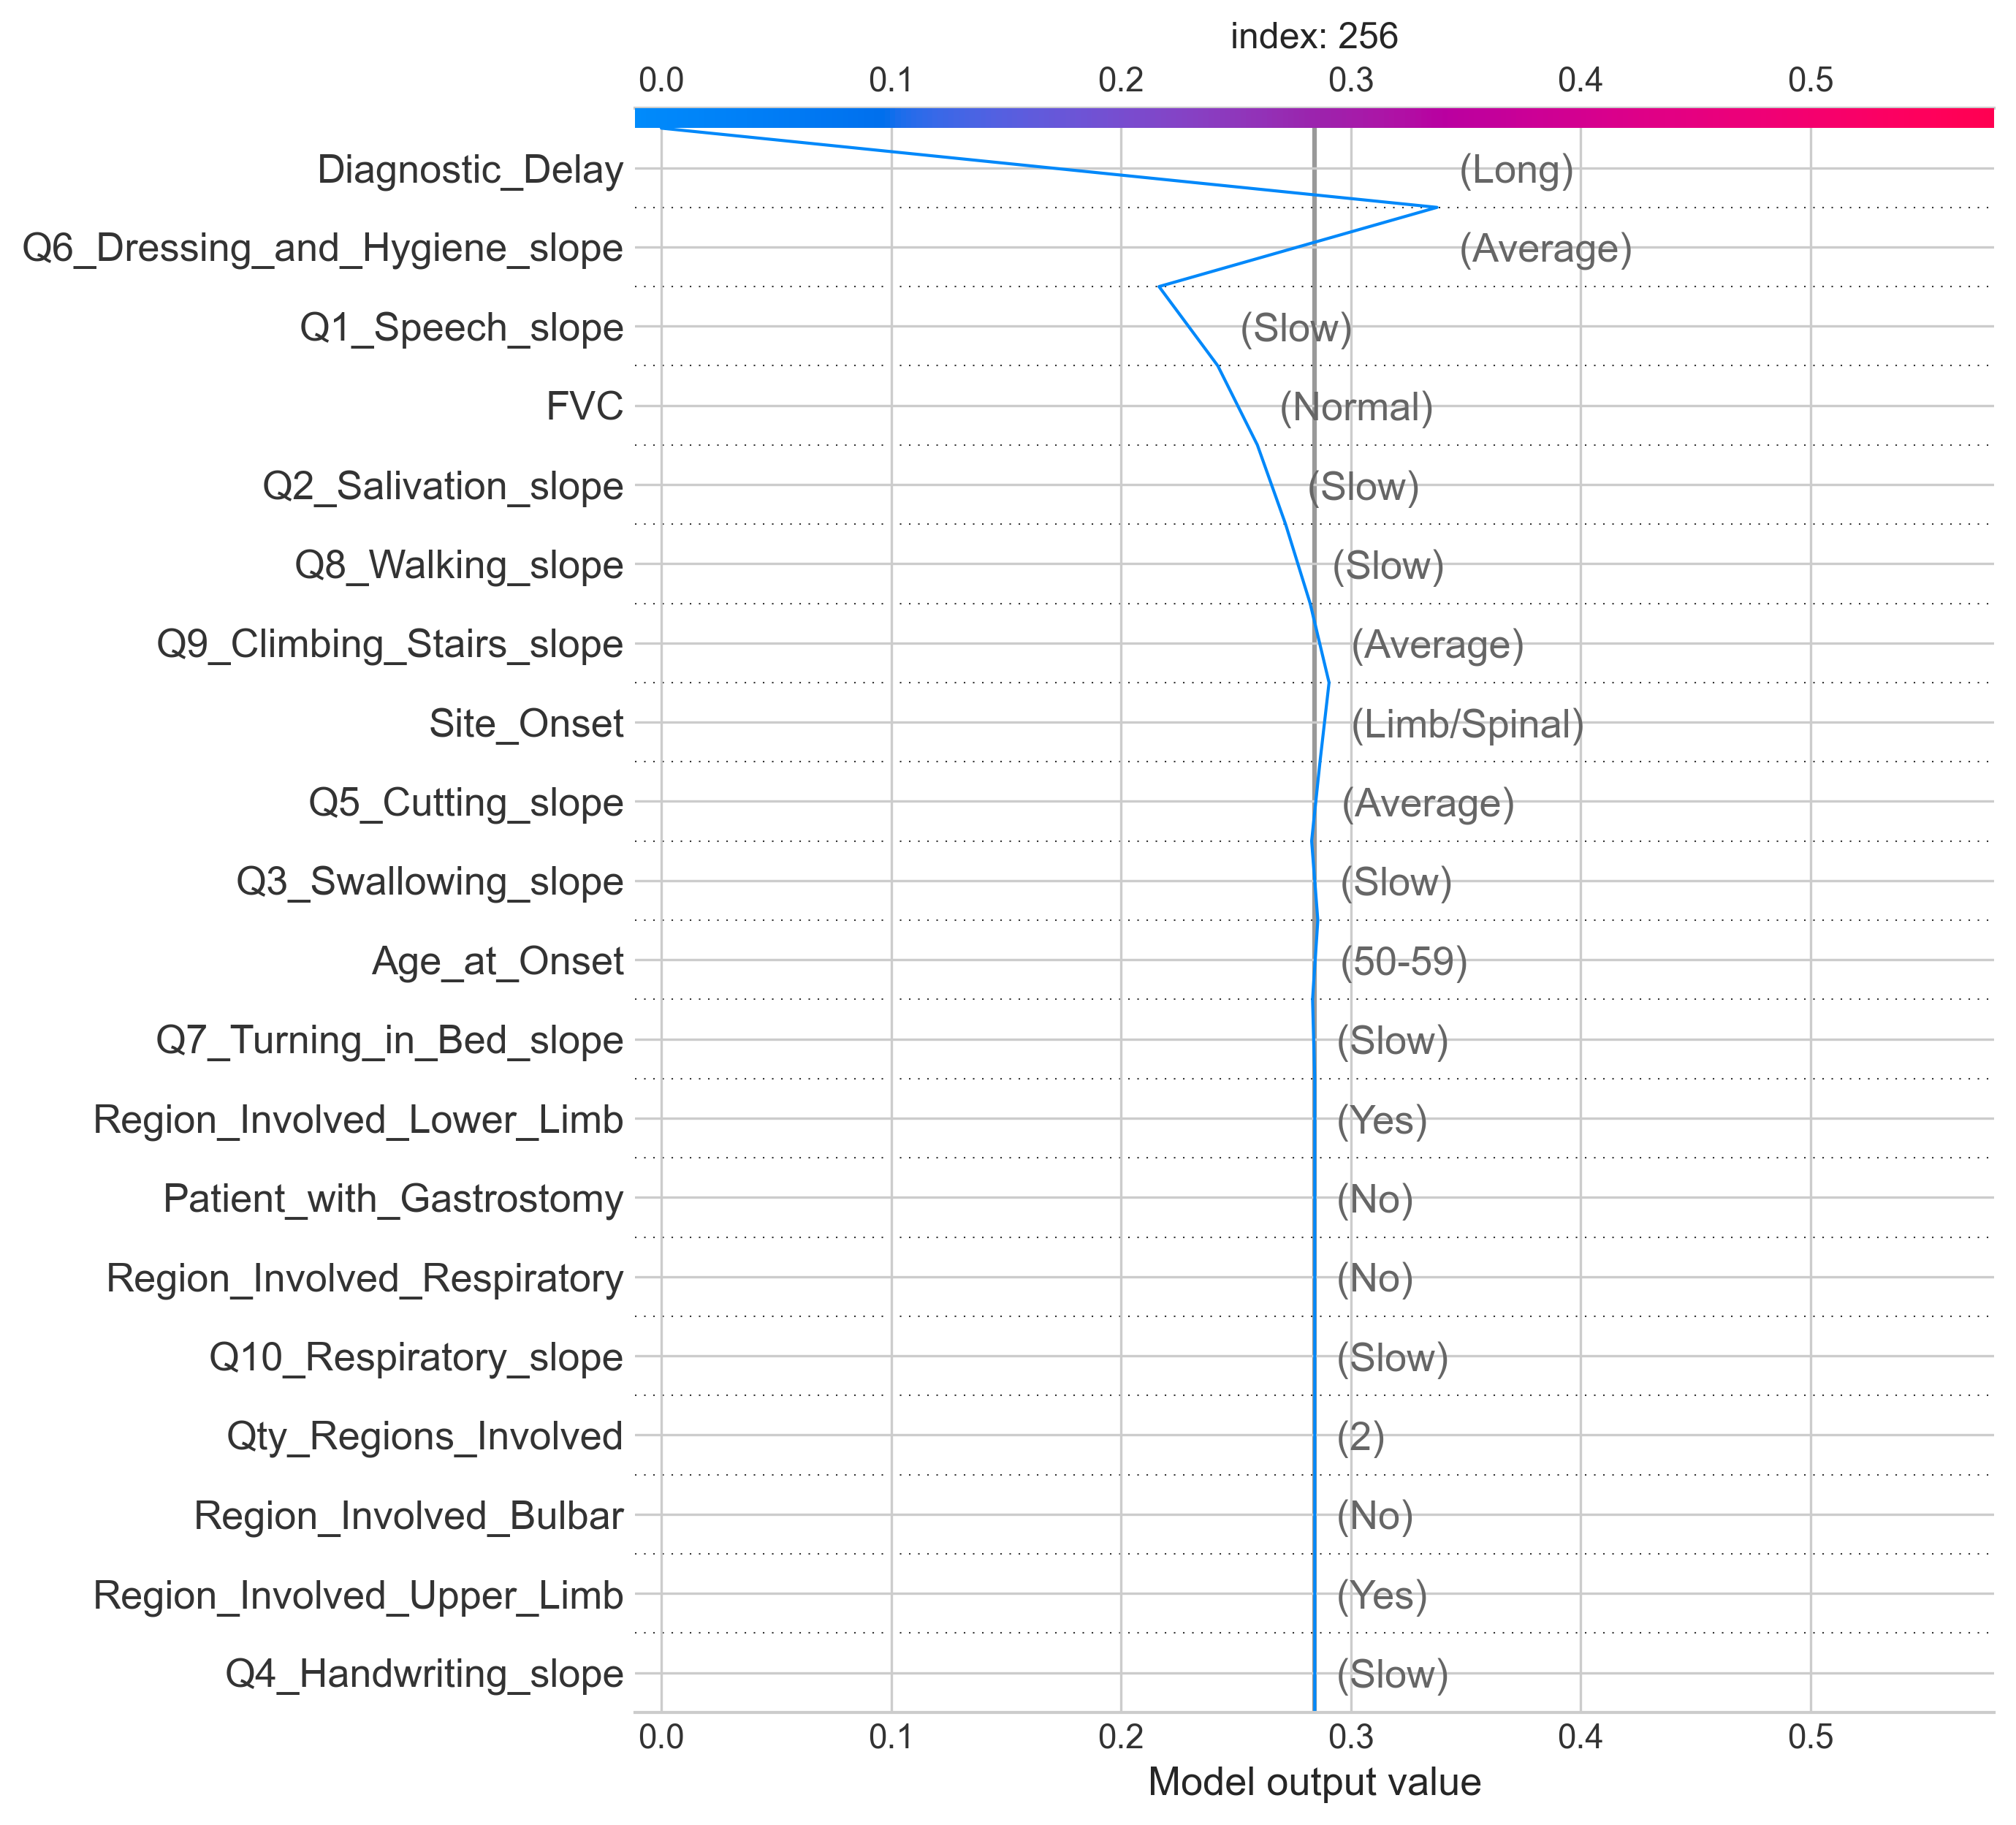 index: 256
0.0 0.1 0.2 0.3 0.4 0.5
Diagnostic_Delay (Long)
Q6_Dressing_and_Hygiene_slope (Average)
Q1_Speech_slope (Slow)
FVC (Normal)
Q2_Salivation_slope (Slow)
Q8_Walking_slope (Slow)
Q9_Climbing_Stairs_slope (Average)
Site_Onset (Limb/Spinal)
Q5_Cutting_slope (Average)
Q3_Swallowing_slope (Slow)
Age_at_Onset (50-59)
Q7_Turning_in_Bed_slope (Slow)
Region_Involved_Lower_Limb (Yes)
Patient_with_Gastrostomy (No)
Region_Involved_Respiratory (No)
Q10_Respiratory_slope (Slow)
Qty_Regions_Involved (2)
Region_Involved_Bulbar (No)
Region_Involved_Upper_Limb (Yes)
Q4_Handwriting_slope (Slow)
0.0 0.1 0.2 0.3 0.4 0.5
Model output value